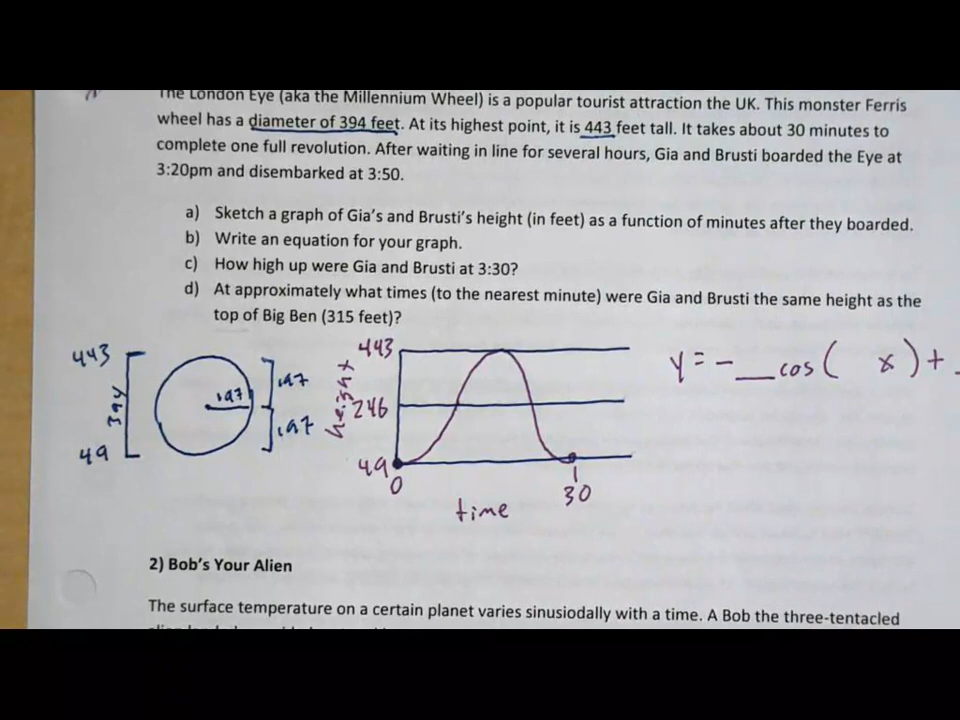 The London Eye (aka the Millennium Wheel) is a popular tourist attraction the UK. This monster Ferris
wheel has a diameter of 394 feet. At its highest point, it is 443 feet tall. It takes about 30 minutes to
complete one full revolution. After waiting in line for several hours, Gia and Brusti boarded the Eye at
3:20pm and disembarked at 3:50.
a) Sketch a graph of Gia's and Brusti's height (in feet) as a function of minutes after they boarded.
b) Write an equation for your graph.
c) How high up were Gia and Brusti at 3:30?
d) At approximately what times (to the nearest minute) were Gia and Brusti the same height as the
top of Big Ben (315 feet)?
443
394
49
197
197
197
height
443
246
49
0
30
time
y = - __ cos( x) + _
2) Bob's Your Alien
The surface temperature on a certain planet varies sinusiodally with a time. A Bob the three-tentacled